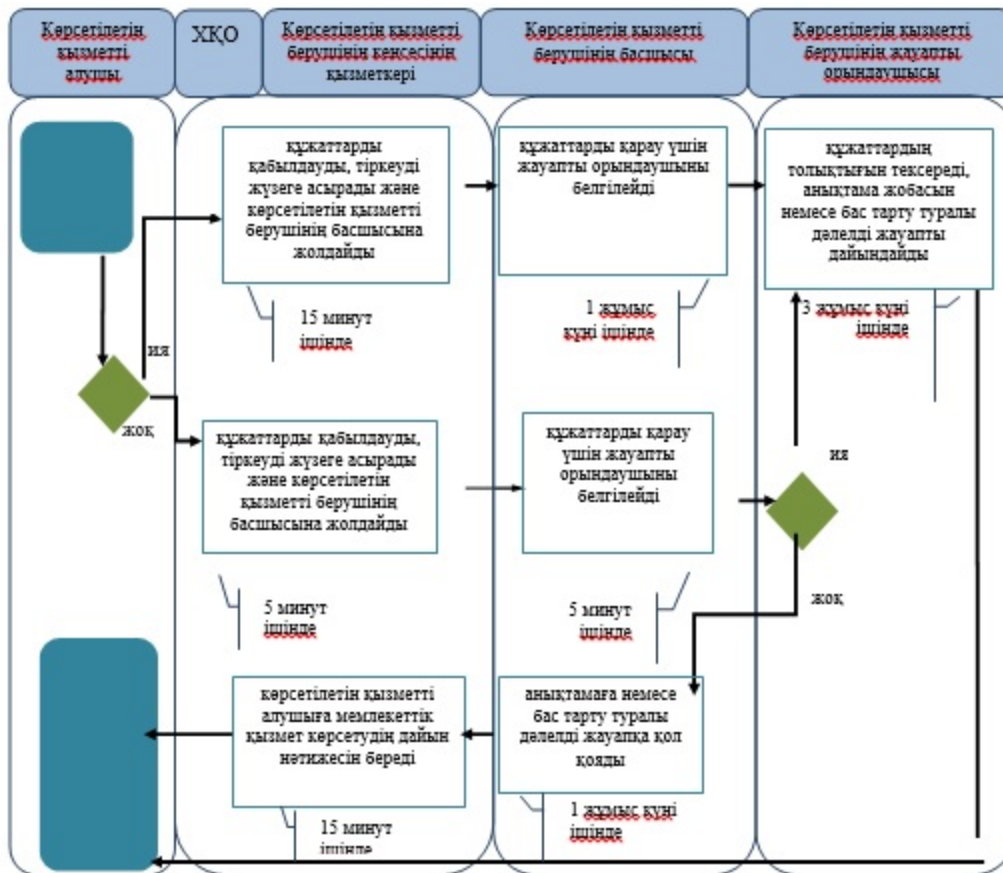 Көрсетілетін
қызметті
алушы
ХҚО
Көрсетілетін қызметті
берушінің кеңсесінің
қызметкері
Көрсетілетін қызметті
берушінің басшысы
Көрсетілетін қызметті
берушінің жауапты
орындаушысы
құжаттарды
қабылдауды, тіркеуді
жүзеге асырады және
көрсетілетін қызметті
берушінің басшысына
жолдайды
құжаттарды қарау үшін
жауапты орындаушыны
белгілейді
құжаттардың
толықтығын тексереді,
анықтама жобасын
немесе бас тарту туралы
дәлелді жауапты
дайындайды
15 минут
ішінде
1 жұмыс
күні ішінде
3 жұмыс күні
ішінде
ия
жоқ
құжаттарды қабылдауды,
тіркеуді жүзеге асырады
және көрсетілетін
қызметті берушінің
басшысына жолдайды
құжаттарды қарау
үшін жауапты
орындаушыны
белгілейді
ия
жоқ
5 минут
ішінде
5 минут
ішінде
көрсетілетін қызметті
алушыға мемлекеттік
қызмет көрсетудің дайын
нәтижесін береді
анықтамаға немесе
бас тарту туралы
дәлелді жауапқа қол
қояды
15 минут
ішінде
1 жұмыс күні
ішінде